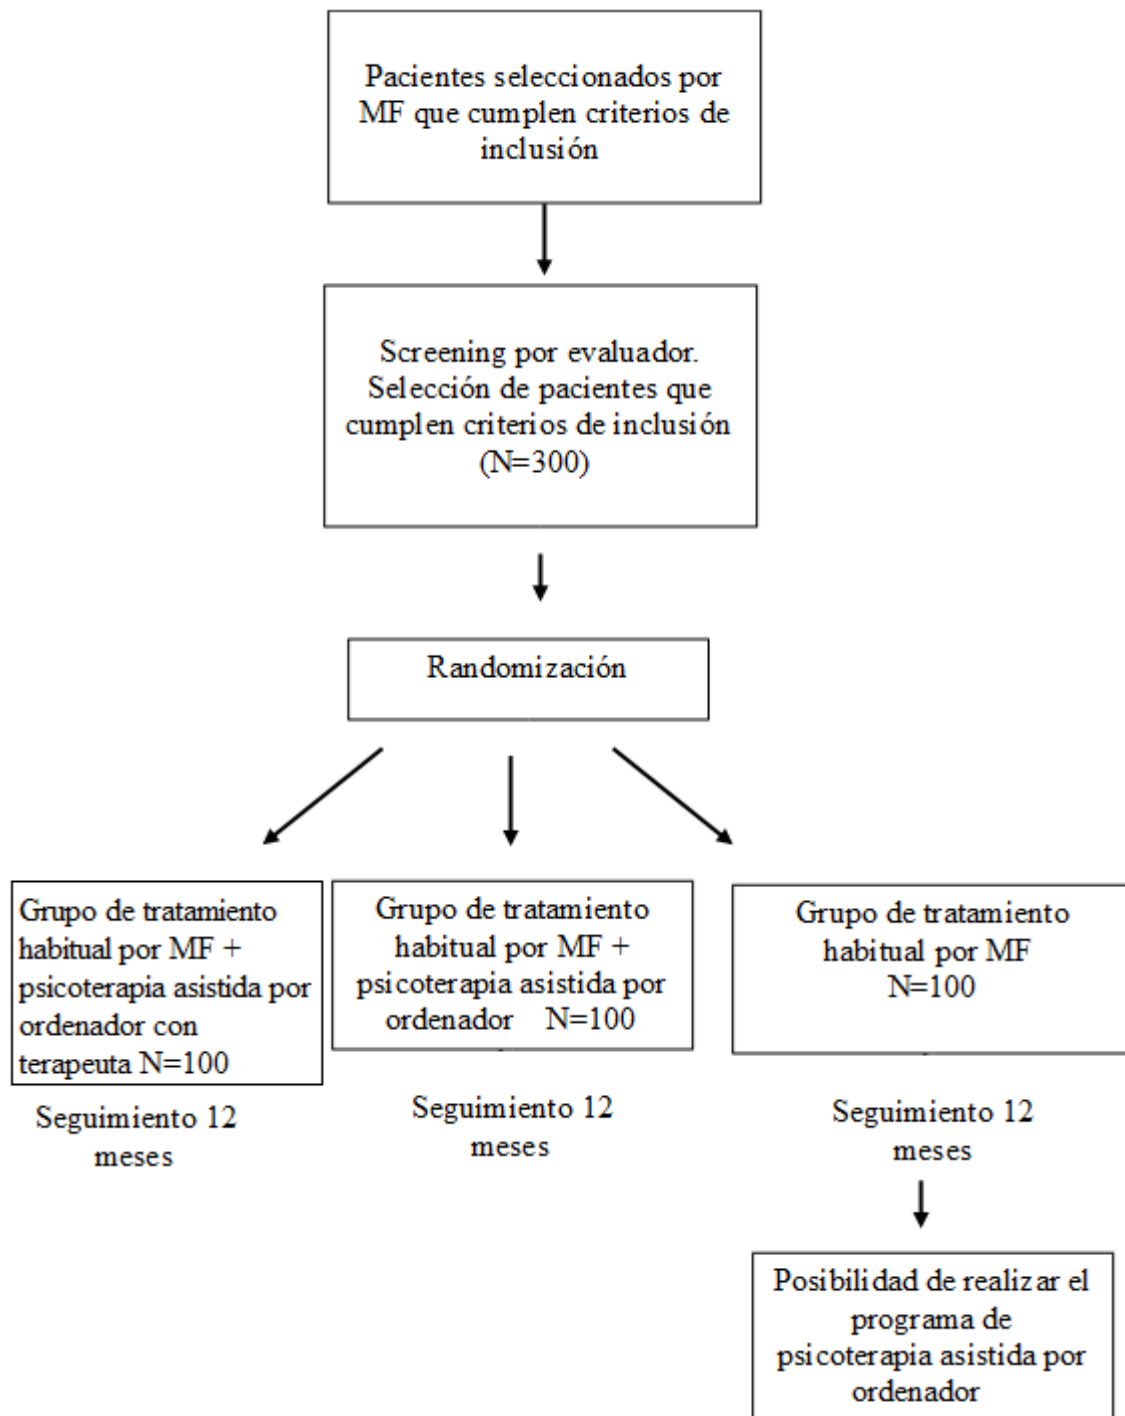 Pacientes seleccionados por
MF que cumplen criterios de
inclusión
Screening por evaluador.
Selección de pacientes que
cumplen criterios de inclusión
(N=300)
Randomización
Grupo de tratamiento
habitual por MF +
psicoterapia asistida por
ordenador con
terapeuta N=100
Seguimiento 12
meses
Grupo de tratamiento
habitual por MF +
psicoterapia asistida por
ordenador N=100
Seguimiento 12
meses
Grupo de tratamiento
habitual por MF
N=100
Seguimiento 12
meses
Posibilidad de realizar el
programa de
psicoterapia asistida por
ordenador